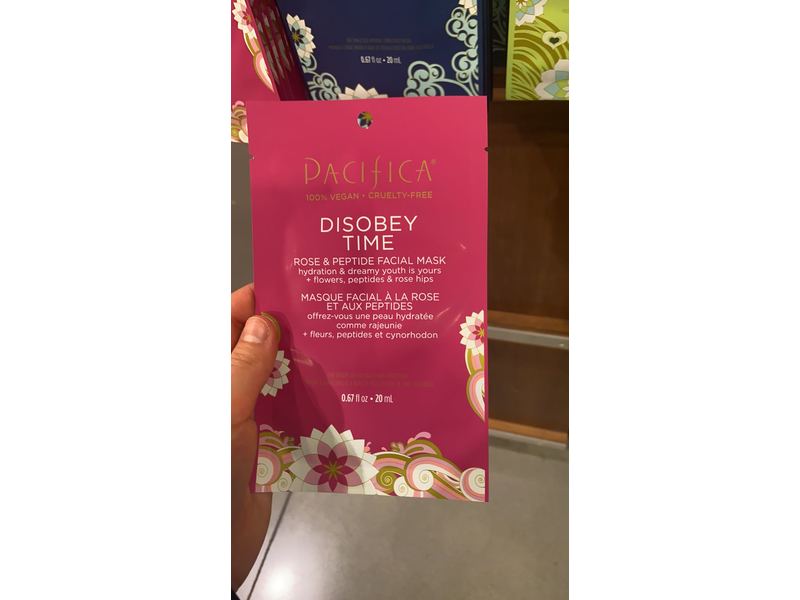 0.67 fl oz • 20 mL
PACIFICA®
100% VEGAN • CRUELTY-FREE
DISOBEY
TIME
ROSE & PEPTIDE FACIAL MASK
hydration & dreamy youth is yours
+ flowers, peptides & rose hips
MASQUE FACIAL À LA ROSE
ET AUX PEPTIDES
offrez-vous une peau hydratée
comme rajeunie
+ fleurs, peptides et cynorhodon
0.67 fl oz • 20 mL